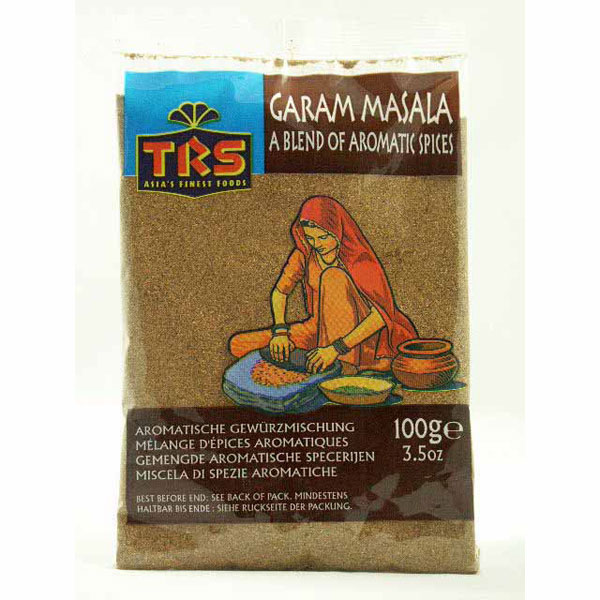 GARAM MASALA
A BLEND OF AROMATIC SPICES
TRS
ASIA'S FINEST FOODS
AROMATISCHE GEWÜRZMISCHUNG
MÉLANGE D'ÉPICES AROMATIQUES
GEMENGDE AROMATISCHE SPECERIJEN
MISCELA DI SPEZIE AROMATICHE
100g℮
3.5oz
BEST BEFORE END: SEE BACK OF PACK. MINDESTENS
HALTBAR BIS ENDE : SIEHE RUCKSEITE DER PACKUNG.